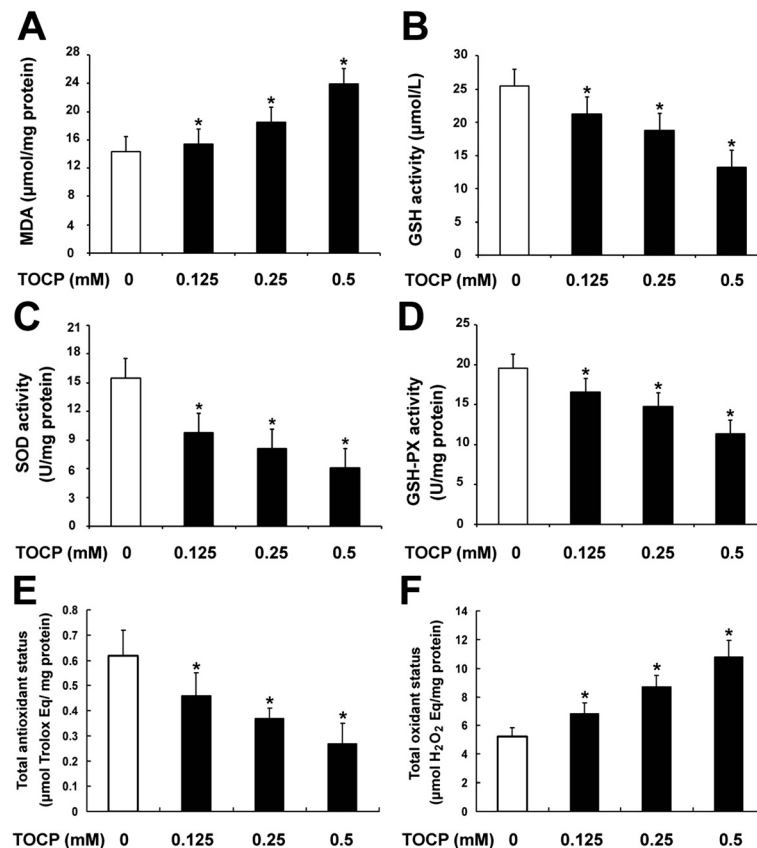 A
MDA (µmol/mg protein)
28
24
20
16
12
8
4
0
* * *
TOCP (mM) 0 0.125 0.25 0.5
B
GSH activity (µmol/L)
30
25
20
15
10
5
0
* * *
TOCP (mM) 0 0.125 0.25 0.5
C
SOD activity
(U/mg protein)
21
18
15
12
9
6
3
0
* * *
TOCP (mM) 0 0.125 0.25 0.5
D
GSH-PX activity
(U/mg protein)
25
20
15
10
5
0
* * *
TOCP (mM) 0 0.125 0.25 0.5
E
Total antioxidant status
(µmol Trolox Eq/ mg protein)
0.8
0.7
0.6
0.5
0.4
0.3
0.2
0.1
0
* * *
TOCP (mM) 0 0.125 0.25 0.5
F
Total oxidant status
(µmol H₂O₂ Eq/mg protein)
14
12
10
8
6
4
2
0
* * *
TOCP (mM) 0 0.125 0.25 0.5